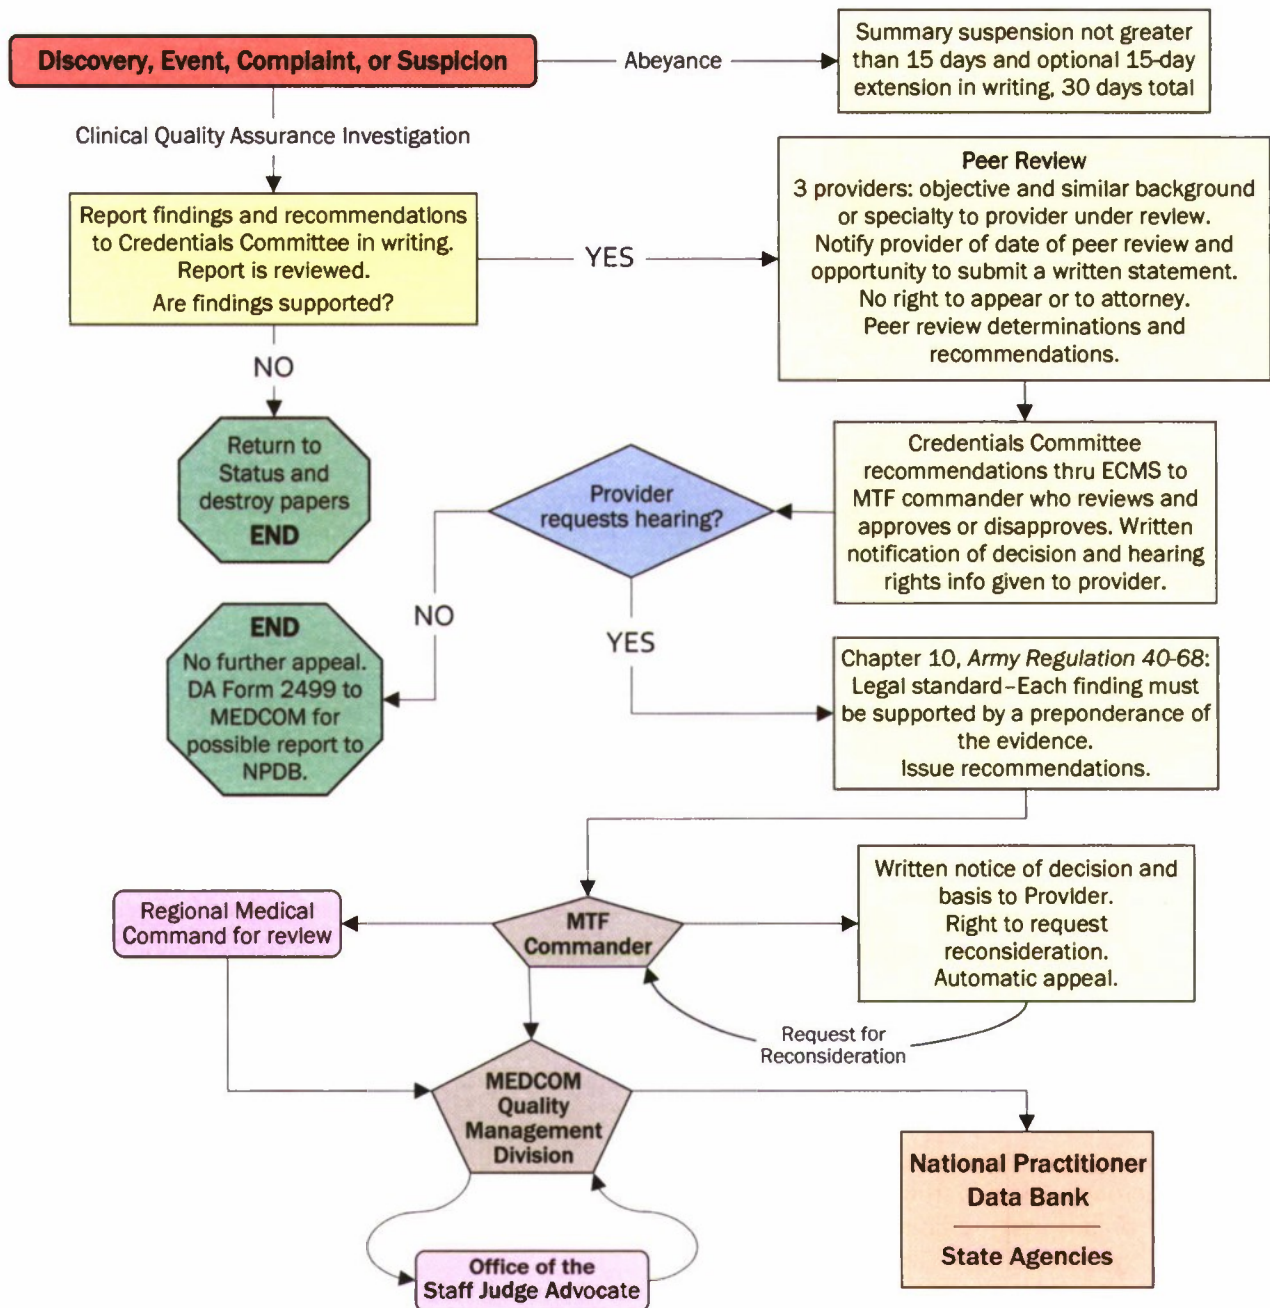 Discovery, Event, Complaint, or Suspicion
Abeyance
Summary suspension not greater
than 15 days and optional 15-day
extension in writing, 30 days total
Clinical Quality Assurance Investigation
Report findings and recommendations
to Credentials Committee in writing.
Report is reviewed.
Are findings supported?
YES
Peer Review
3 providers: objective and similar background
or specialty to provider under review.
Notify provider of date of peer review and
opportunity to submit a written statement.
No right to appear or to attorney.
Peer review determinations and
recommendations.
NO
Return to
Status and
destroy papers
END
Provider
requests hearing?
Credentials Committee
recommendations thru ECMS to
MTF commander who reviews and
approves or disapproves. Written
notification of decision and hearing
rights info given to provider.
NO
YES
END
No further appeal.
DA Form 2499 to
MEDCOM for
possible report to
NPDB.
Chapter 10, Army Regulation 40-68:
Legal standard–Each finding must
be supported by a preponderance of
the evidence.
Issue recommendations.
Regional Medical
Command for review
MTF
Commander
Written notice of decision and
basis to Provider.
Right to request
reconsideration.
Automatic appeal.
Request for
Reconsideration
MEDCOM
Quality
Management
Division
National Practitioner
Data Bank
State Agencies
Office of the
Staff Judge Advocate